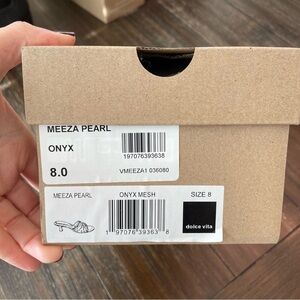 MEEZA PEARL
ONYX
197076393638
8.0
VMEEZA1 036080
MEEZA PEARL
ONYX MESH
SIZE 8
1 97076 39363 8
dolce vita